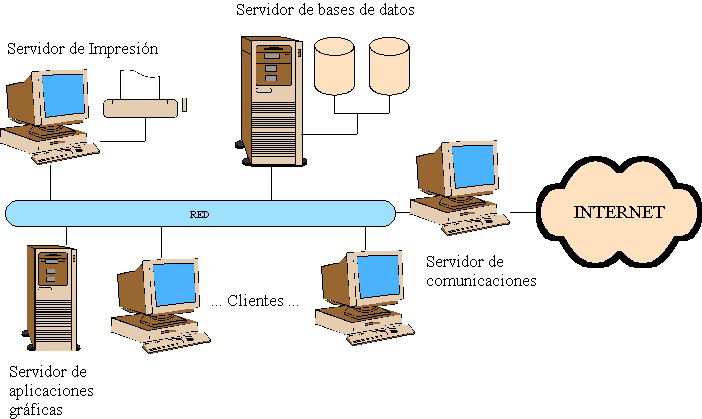 Servidor de bases de datos
Servidor de Impresión
RED
INTERNET
Servidor de
comunicaciones
... Clientes ...
Servidor de
aplicaciones
gráficas